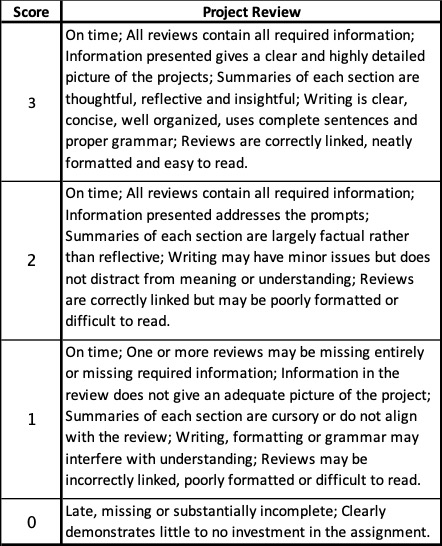 Score Project Review
3
On time; All reviews contain all required information;
Information presented gives a clear and highly detailed
picture of the projects; Summaries of each section are
thoughtful, reflective and insightful; Writing is clear,
concise, well organized, uses complete sentences and
proper grammar; Reviews are correctly linked, neatly
formatted and easy to read.
2
On time; All reviews contain all required information;
Information presented addresses the prompts;
Summaries of each section are largely factual rather
than reflective; Writing may have minor issues but does
not distract from meaning or understanding; Reviews
are correctly linked but may be poorly formatted or
difficult to read.
1
On time; One or more reviews may be missing entirely
or missing required information; Information in the
review does not give an adequate picture of the project;
Summaries of each section are cursory or do not align
with the review; Writing, formatting or grammar may
interfere with understanding; Reviews may be
incorrectly linked, poorly formatted or difficult to read.
0
Late, missing or substantially incomplete; Clearly
demonstrates little to no investment in the assignment.